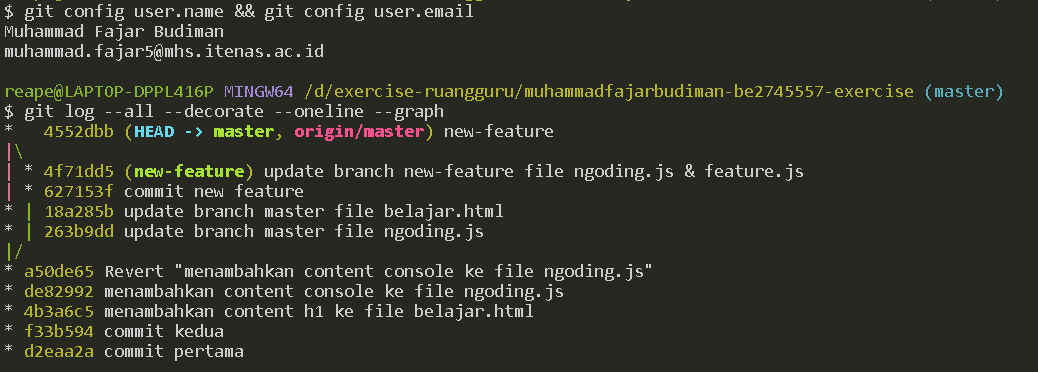 $ git config user.name && git config user.email
Muhammad Fajar Budiman
muhammad.fajar5@mhs.itenas.ac.id
reape@LAPTOP-DPPL416P MINGW64 /d/exercise-ruangguru/muhammadfajarbudiman-be2745557-exercise (master)
$ git log --all --decorate --oneline --graph
*   4552dbb (HEAD -> master, origin/master) new-feature
|\
| * 4f71dd5 (new-feature) update branch new-feature file ngoding.js & feature.js
| * 627153f commit new feature
* | 18a285b update branch master file belajar.html
* | 263b9dd update branch master file ngoding.js
|/
* a50de65 Revert "menambahkan content console ke file ngoding.js"
* de82992 menambahkan content console ke file ngoding.js
* 4b3a6c5 menambahkan content h1 ke file belajar.html
* f33b594 commit kedua
* d2eaa2a commit pertama